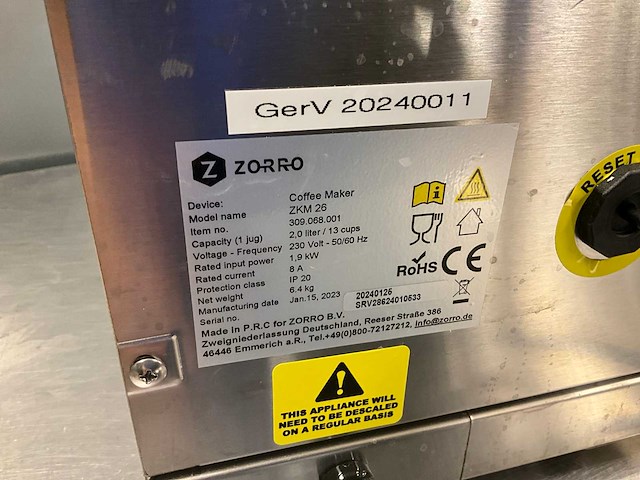 GerV 20240011
Z ZORRO
Device: Coffee Maker
Model name ZKM 26
Item no. 309.068.001
Capacity (1 jug) 2,0 liter / 13 cups
Voltage - Frequency 230 Volt - 50/60 Hz
Rated input power 1,9 kW
Rated current 8 A
Protection class IP 20
Net weight 6.4 kg
Manufacturing date Jan.15, 2023 20240125
Serial no. SRV28624010533
RoHS CE
Made in P.R.C for ZORRO B.V.
Zweigniederlassung Deutschland, Reeser Straße 386
46446 Emmerich a.R., Tel.+49(0)800-72127212, Info@zorro.de
RESET
THIS APPLIANCE WILL
NEED TO BE DESCALED
ON A REGULAR BASIS